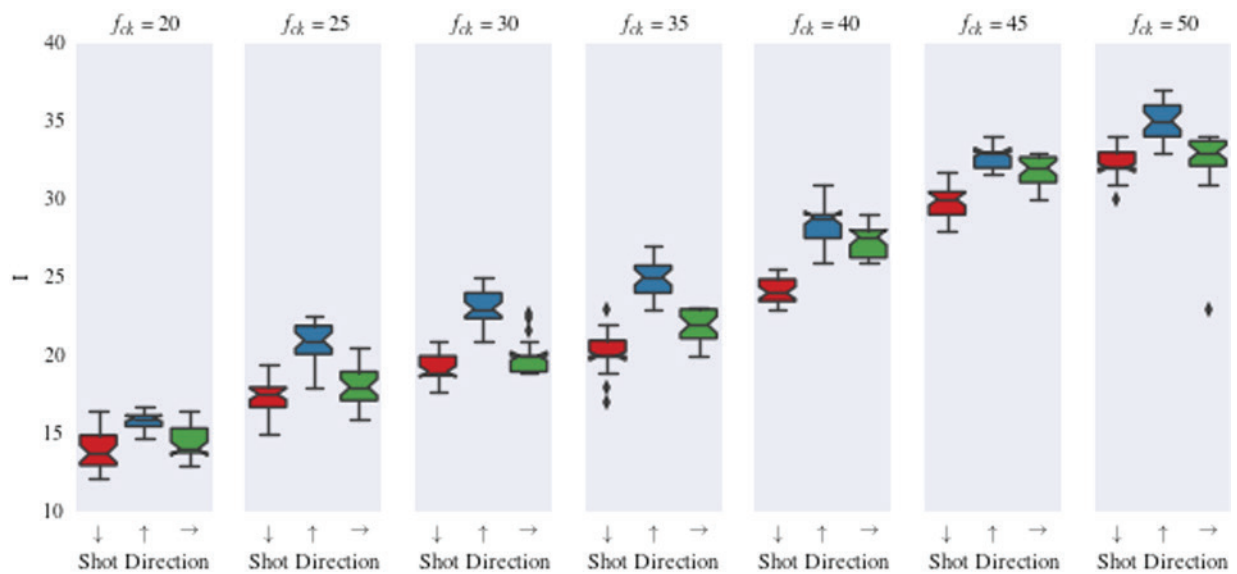 f_ck = 20 f_ck = 25 f_ck = 30 f_ck = 35 f_ck = 40 f_ck = 45 f_ck = 50
40
35
30
25
20
15
10
I
↓ ↑ → ↓ ↑ → ↓ ↑ → ↓ ↑ → ↓ ↑ → ↓ ↑ → ↓ ↑ →
Shot Direction Shot Direction Shot Direction Shot Direction Shot Direction Shot Direction Shot Direction